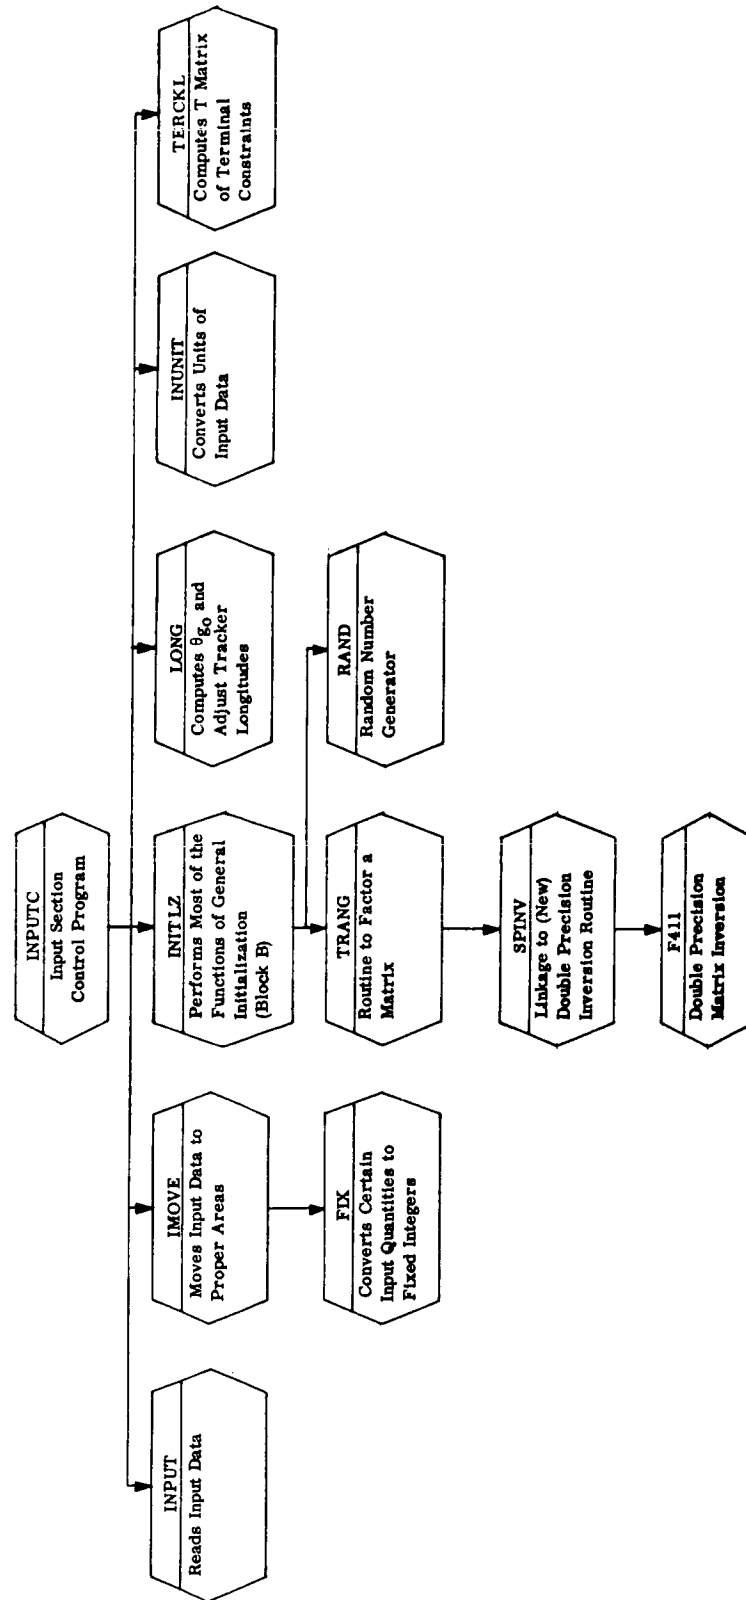 INPUTC
Input Section
Control Program
INPUT
Reads Input Data
IMOVE
Moves Input Data to
Proper Areas
INITLZ
Performs Most of the
Functions of General
Initialization
(Block B)
LONG
Computes θgo and
Adjust Tracker
Longitudes
INUNIT
Converts Units of
Input Data
TERCKL
Computes T Matrix
of Terminal
Constraints
FIX
Converts Certain
Input Quantities to
Fixed Integers
TRANG
Routine to Factor a
Matrix
RAND
Random Number
Generator
SPINV
Linkage to (New)
Double Precision
Inversion Routine
F411
Double Precision
Matrix Inversion